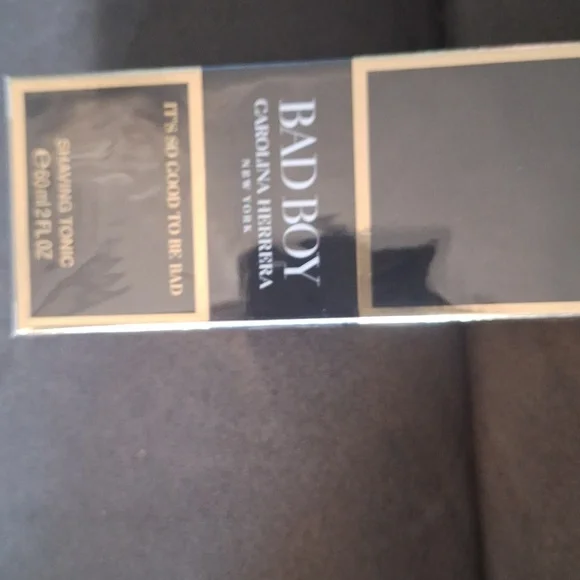 BAD BOY
CAROLINA HERRERA
NEW YORK
IT'S SO GOOD TO BE BAD
SHAVING TONIC
℮60ml 2 FL.OZ